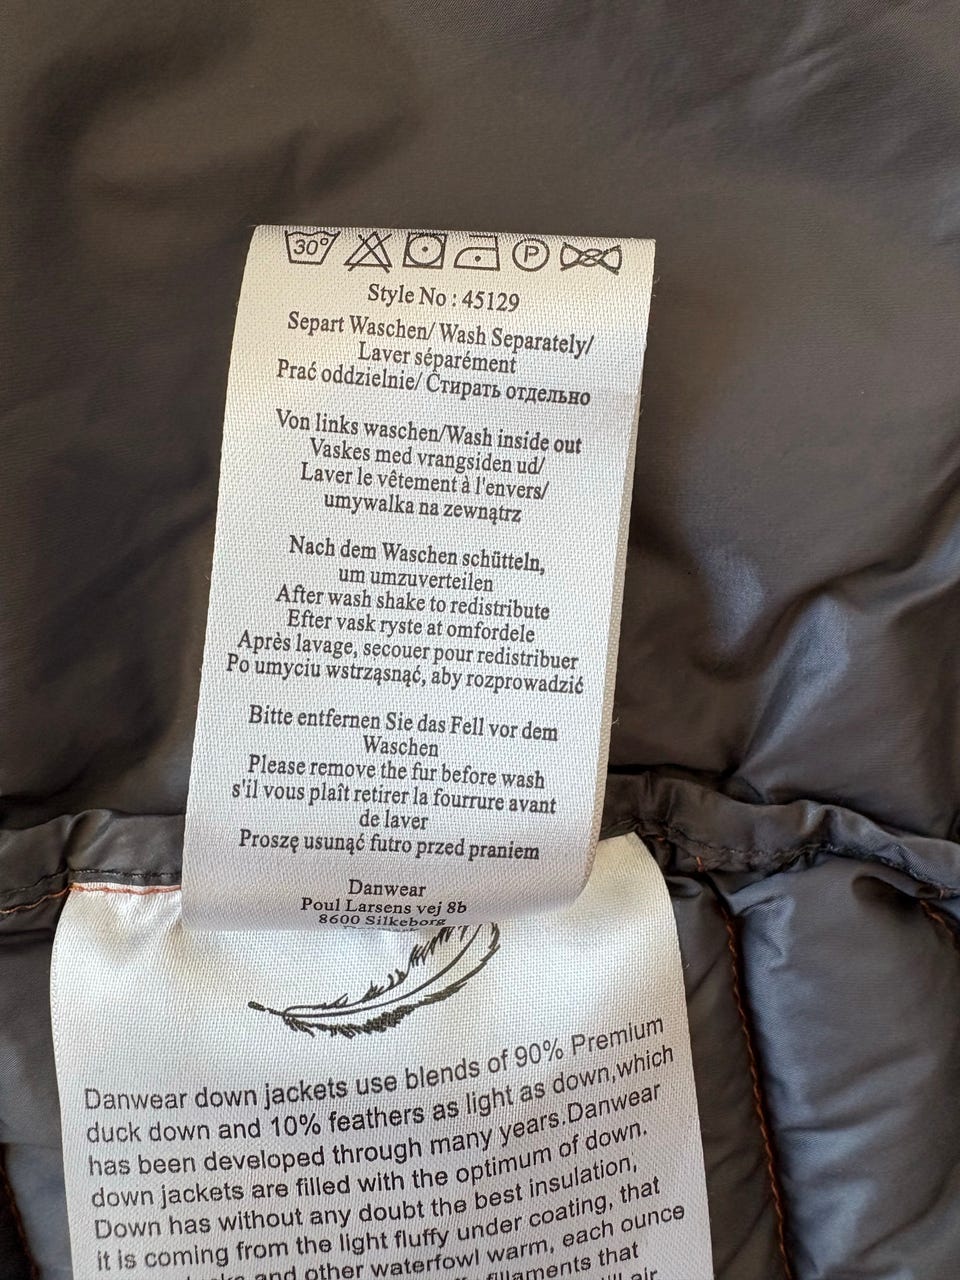 30°
P
Style No : 45129
Separt Waschen/ Wash Separately/
Laver séparément
Prać oddzielnie/ Стирать отдельно
Von links waschen/Wash inside out
Vaskes med vrangsiden ud/
Laver le vêtement à l'envers/
umywalka na zewnątrz
Nach dem Waschen schütteln,
um umzuverteilen
After wash shake to redistribute
Efter vask ryste at omfordele
Après lavage, secouer pour redistribuer
Po umyciu wstrząsnąć, aby rozprowadzić
Bitte entfernen Sie das Fell vor dem
Waschen
Please remove the fur before wash
s'il vous plaît retirer la fourrure avant
de laver
Proszę usunąć futro przed praniem
Danwear
Poul Larsens vej 8b
8600 Silkeborg
Danwear down jackets use blends of 90% Premium
duck down and 10% feathers as light as down,which
has been developed through many years.Danwear
down jackets are filled with the optimum of down.
Down has without any doubt the best insulation,
it is coming from the light fluffy under coating, that
and other waterfowl warm, each ounce
fillaments that
air